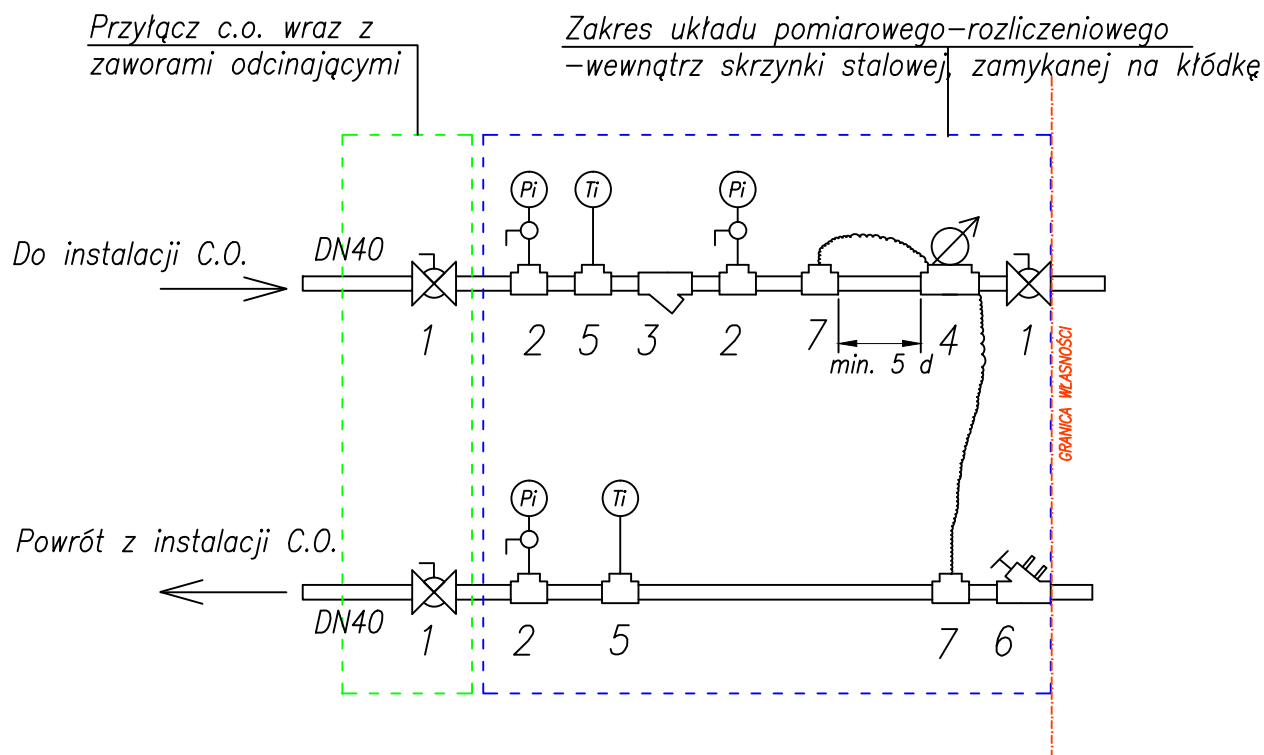 Przyłącz c.o. wraz z
zaworami odcinającymi
Zakres układu pomiarowego-rozliczeniowego
-wewnątrz skrzynki stalowej, zamykanej na kłódkę
Pi
Ti
Pi
Do instalacji C.O.
DN40
1
2
5
3
2
7
4
1
min. 5 d
GRANICA WŁASNOŚCI
Pi
Ti
Powrót z instalacji C.O.
DN40
1
2
5
7
6